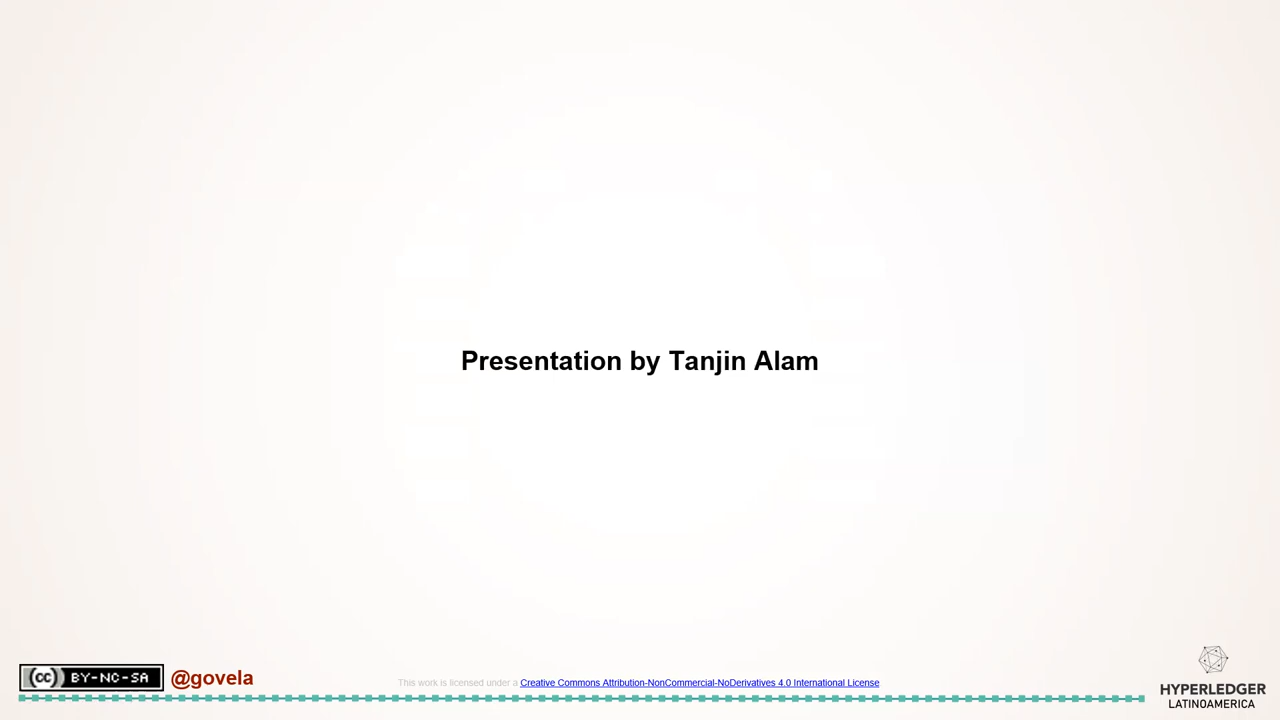 Presentation by Tanjin Alam
cc BY-NC-SA @govela
This work is licensed under a Creative Commons Attribution-NonCommercial-NoDerivatives 4.0 International License
HYPERLEDGER
LATINOAMERICA